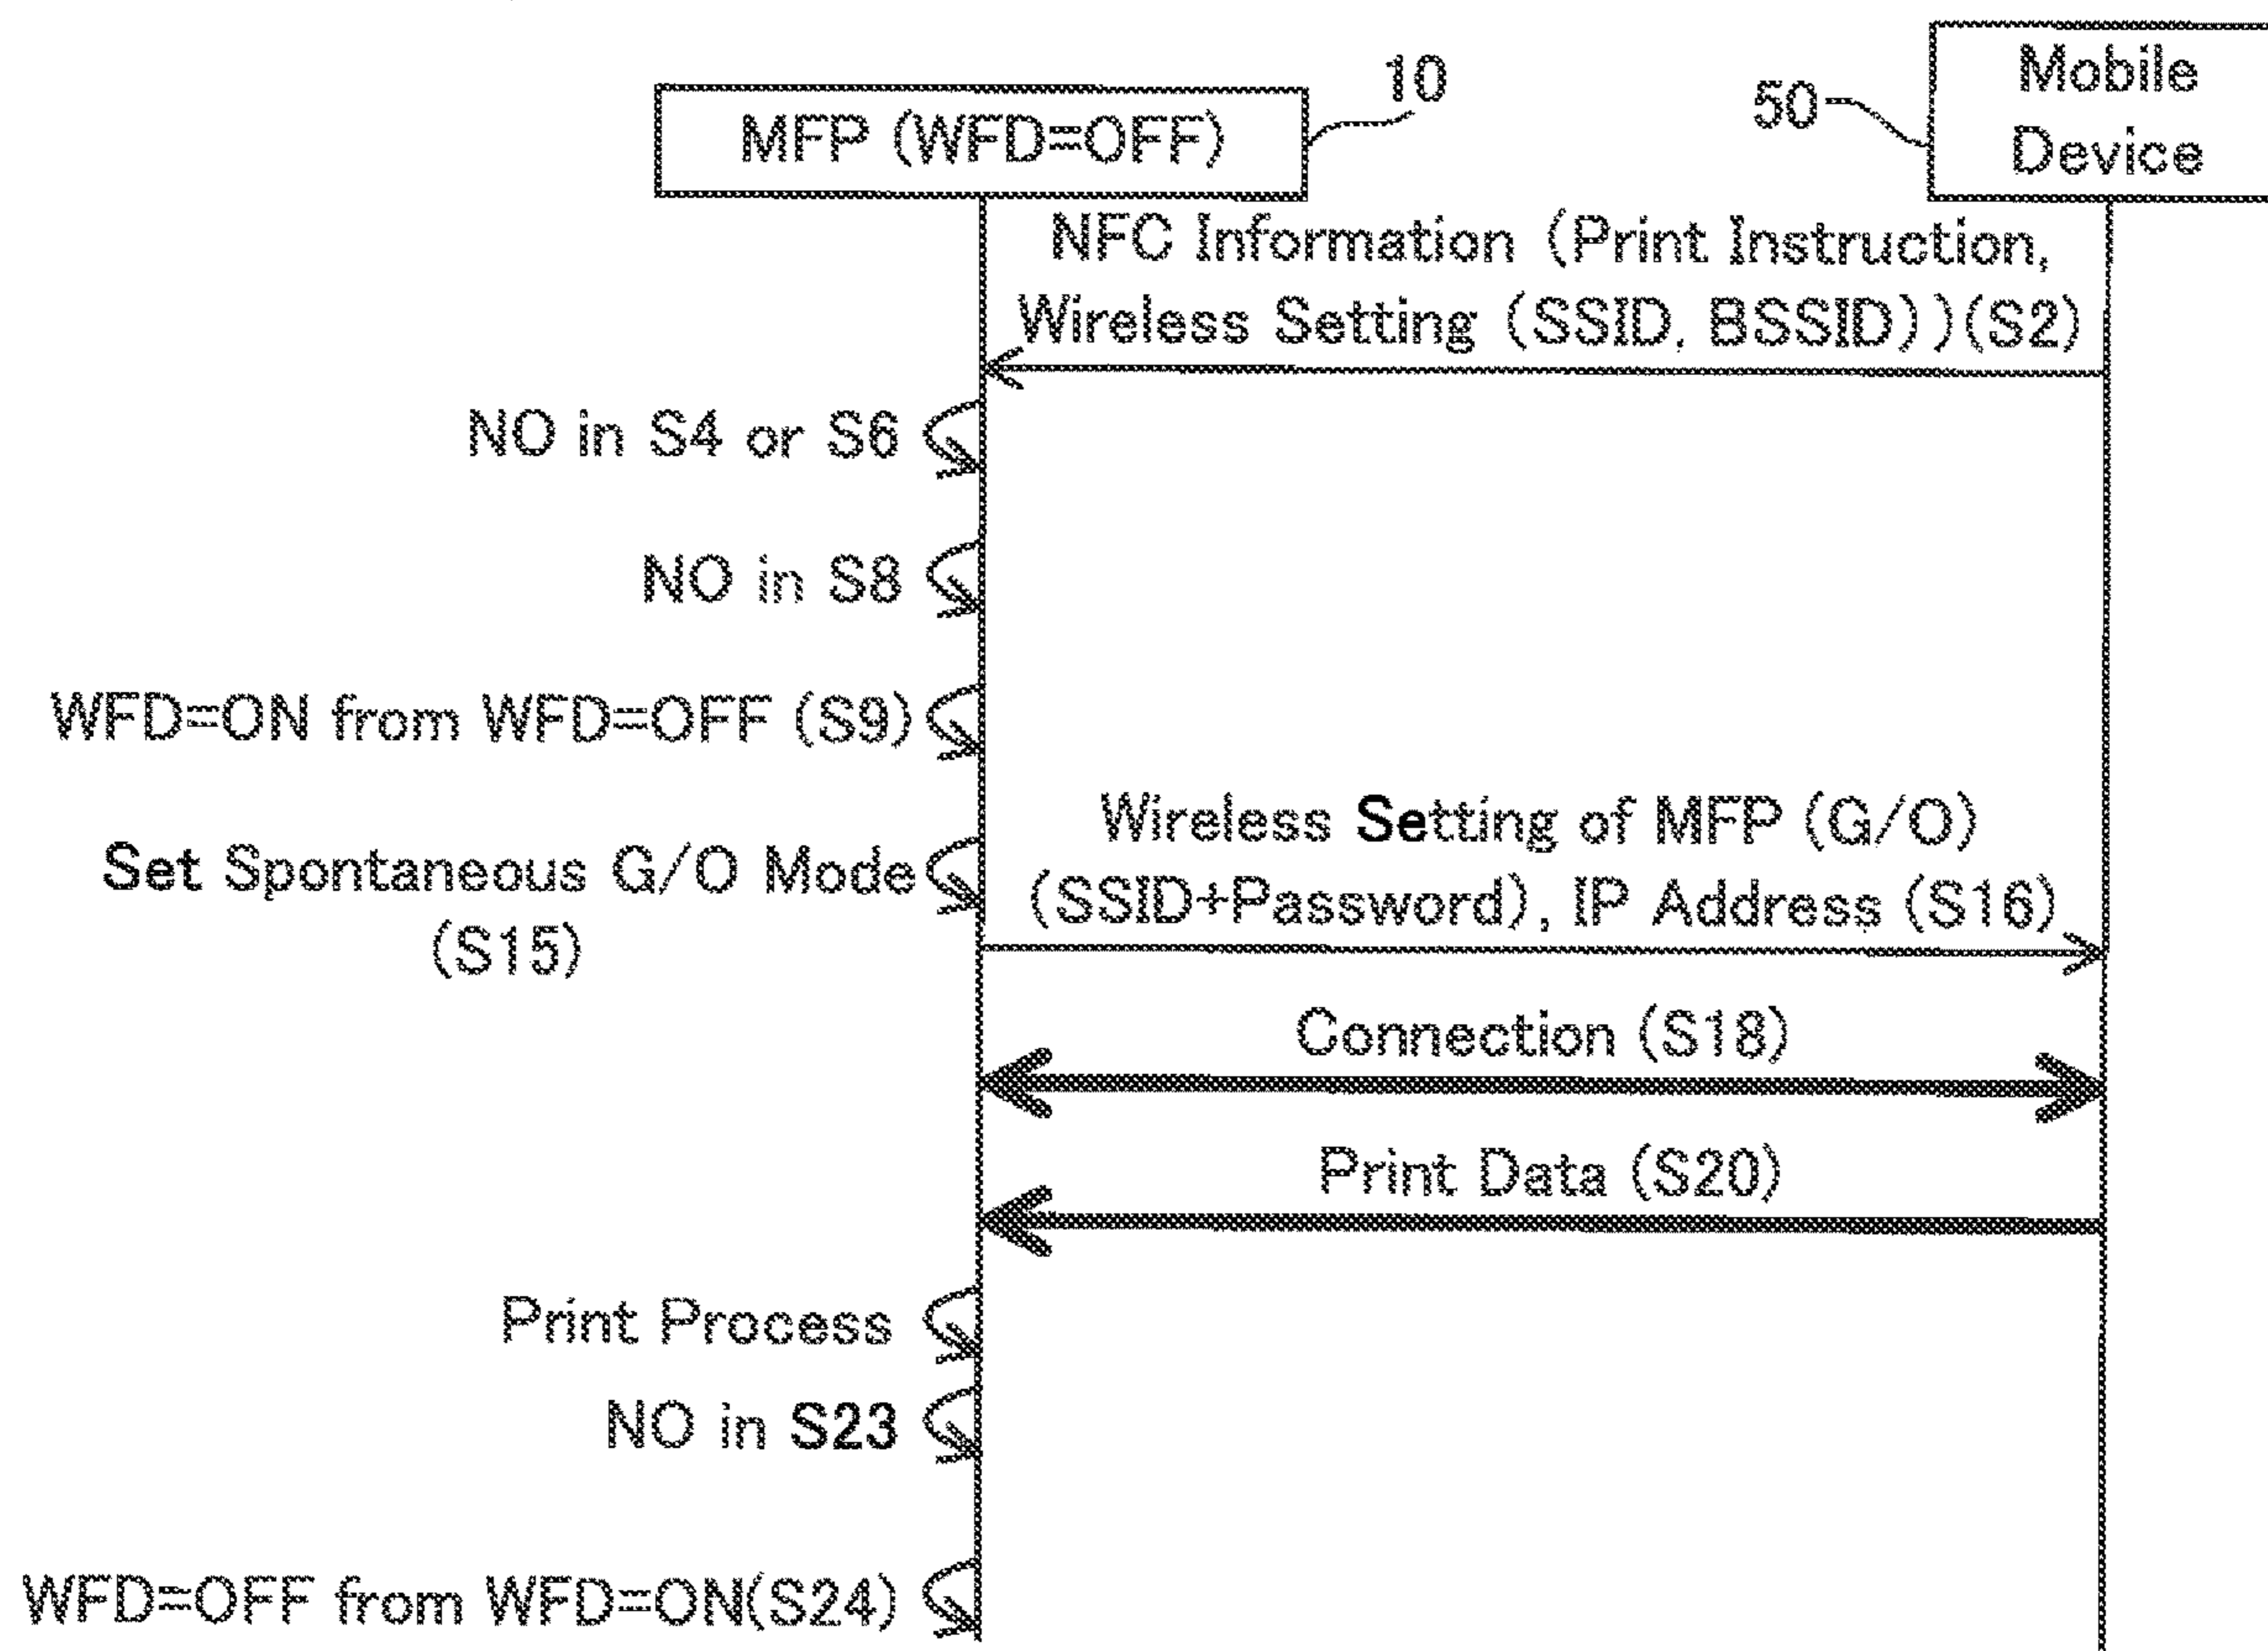 10
50
Mobile
Device
MFP (WFD=OFF)
NFC Information (Print Instruction,
Wireless Setting (SSID, BSSID))(S2)
NO in S4 or S6
NO in S8
WFD=ON from WFD=OFF (S9)
Set Spontaneous G/O Mode
(S15)
Wireless Setting of MFP (G/O)
(SSID+Password), IP Address (S16)
Connection (S18)
Print Data (S20)
Print Process
NO in S23
WFD=OFF from WFD=ON(S24)